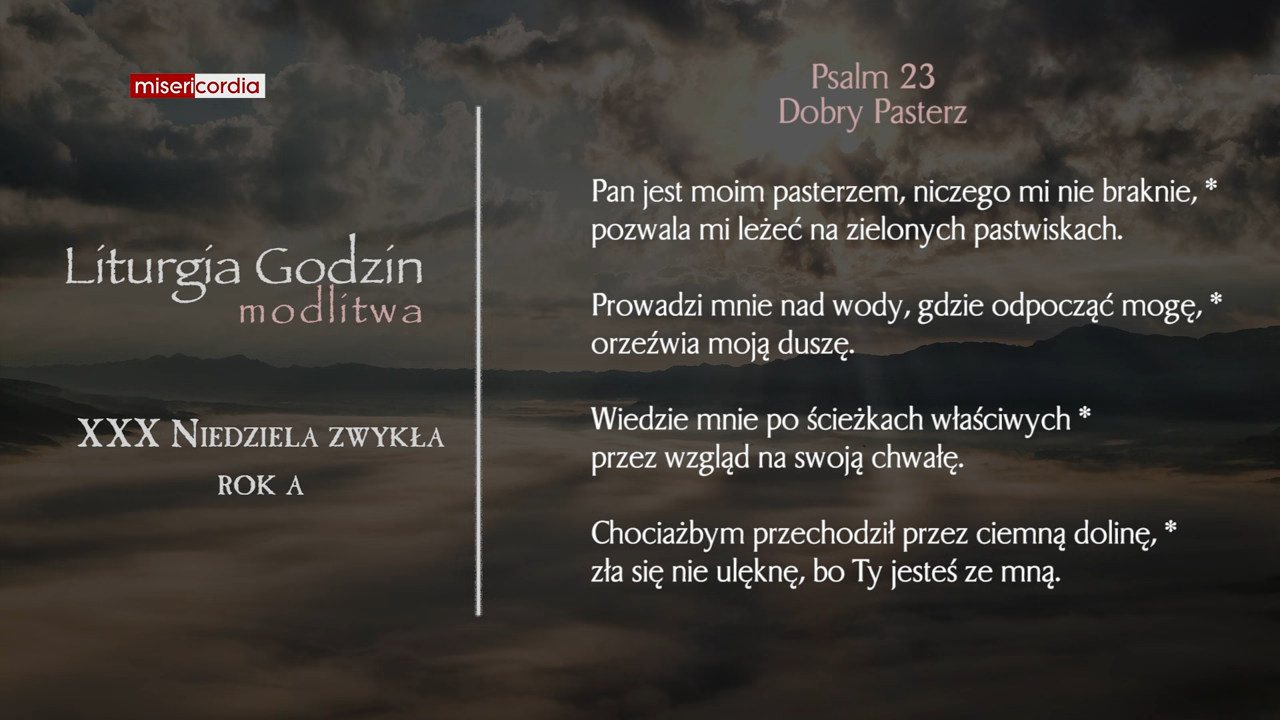 misericordia
Liturgia Godzin
modlitwa
XXX Niedziela zwykła
rok A
Psalm 23
Dobry Pasterz
Pan jest moim pasterzem, niczego mi nie braknie, *
pozwala mi leżeć na zielonych pastwiskach.
Prowadzi mnie nad wody, gdzie odpocząć mogę, *
orzeźwia moją duszę.
Wiedzie mnie po ścieżkach właściwych *
przez wzgląd na swoją chwałę.
Chociażbym przechodził przez ciemną dolinę, *
zła się nie ulęknę, bo Ty jesteś ze mną.